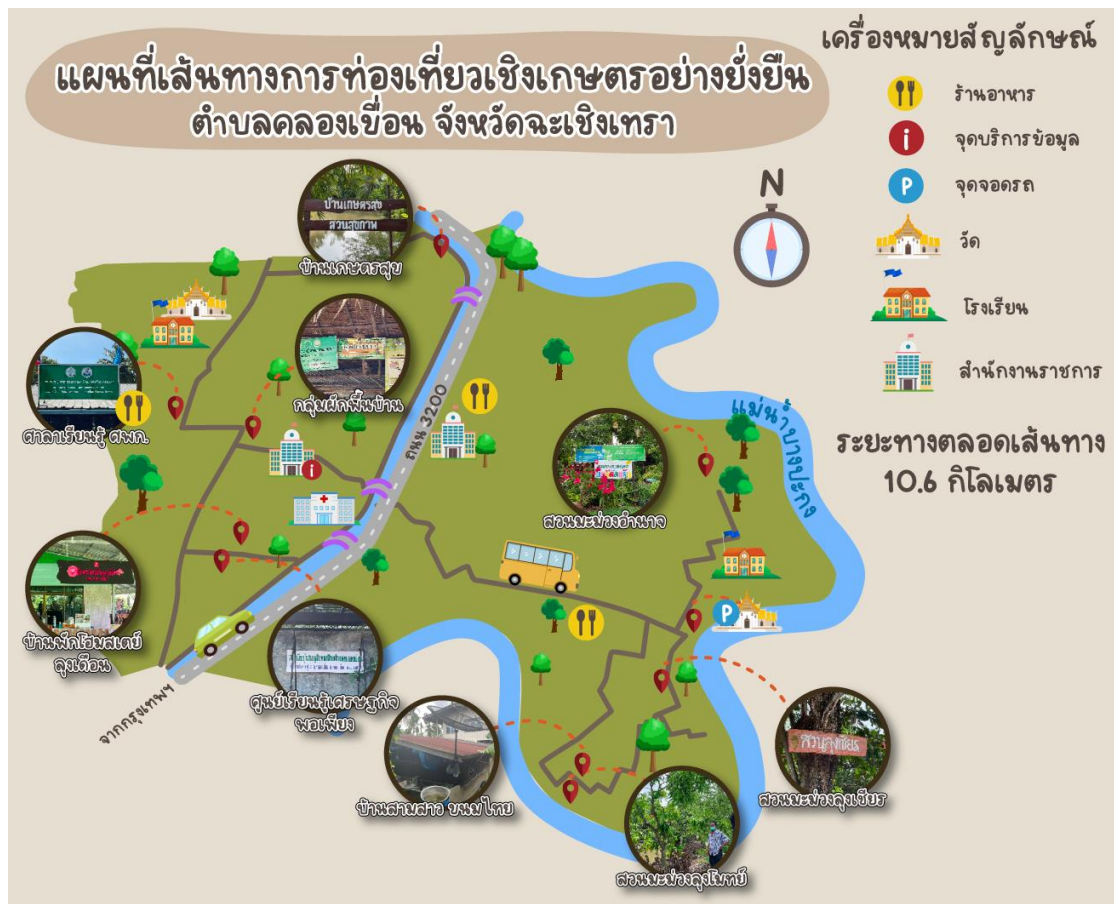 แผนที่เส้นทางการท่องเที่ยวเชิงเกษตรอย่างยั่งยืน
ตำบลคลองเขื่อน จังหวัดฉะเชิงเทรา
เครื่องหมายสัญลักษณ์
ร้านอาหาร
i
จุดบริการข้อมูล
P
จุดจอดรถ
วัด
โรงเรียน
สำนักงานราชการ
ระยะทางตลอดเส้นทาง
10.6 กิโลเมตร
N
บ้านเกษตรสุข
สวนสุขภาพ
บ้านเกษตรสุข
กลุ่มผักพื้นบ้าน
ศาลาเรียนรู้ ศพก.
ถนน 3200
แม่น้ำบางปะกง
i
สวนมะม่วงอำนาจ
P
บ้านพักโฮมสเตย์
ลุงเดือน
ศูนย์เรียนรู้เศรษฐกิจ
พอเพียง
จากกรุงเทพฯ
บ้านสามสาว ขนมไทย
สวนลุงเชียร
สวนมะม่วงลุงเชียร
สวนมะม่วงลุงโมทย์